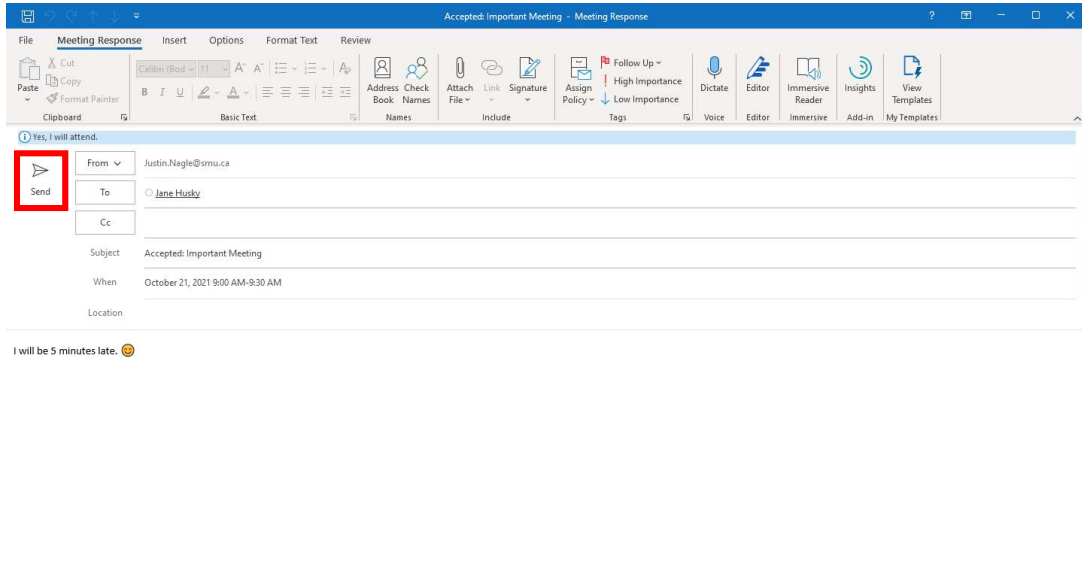 Accepted: Important Meeting - Meeting Response
File Meeting Response Insert Options Format Text Review
Paste
Cut
Copy
Format Painter
Clipboard
Calibri (Bod 11
B I U
Basic Text
Address Book
Check Names
Names
Attach File
Link
Signature
Include
Assign Policy
Follow Up
High Importance
Low Importance
Tags
Dictate
Voice
Editor
Editor
Immersive Reader
Immersive
Insights
Add-in
View Templates
My Templates
Yes, I will attend.
Send
From Justin.Nagle@smu.ca
To Jane Husky
Cc
Subject Accepted: Important Meeting
When October 21, 2021 9:00 AM-9:30 AM
Location
I will be 5 minutes late. 😊